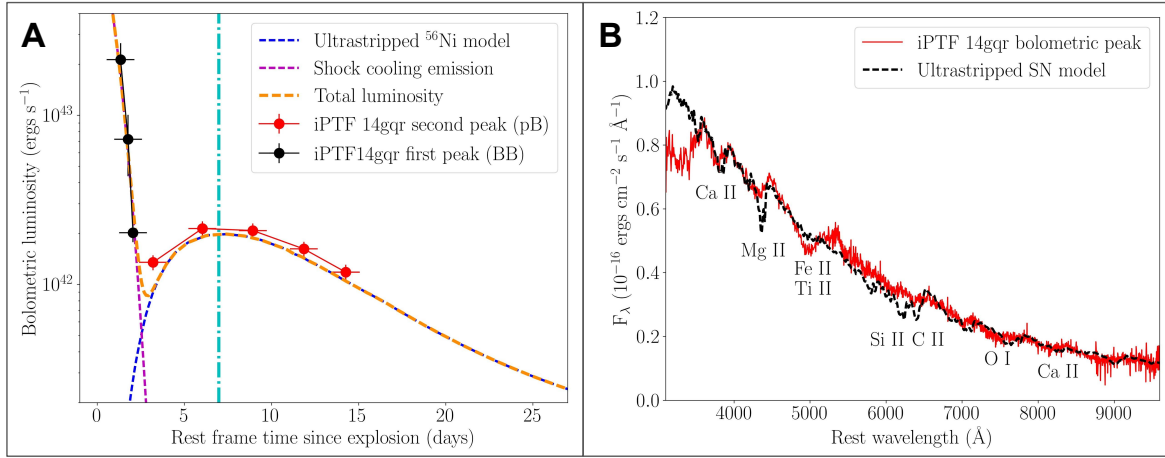 A
Ultrastripped ⁵⁶Ni model
Shock cooling emission
Total luminosity
iPTF 14gqr second peak (pB)
iPTF14gqr first peak (BB)
Bolometric luminosity (ergs s⁻¹)
10⁴³
10⁴²
0 5 10 15 20 25
Rest frame time since explosion (days)
B
iPTF 14gqr bolometric peak
Ultrastripped SN model
F_λ (10⁻¹⁶ ergs cm⁻² s⁻¹ Å⁻¹)
1.2
1.0
0.8
0.6
0.4
0.2
0.0
Ca II
Mg II
Fe II
Ti II
Si II C II
O I
Ca II
4000 5000 6000 7000 8000 9000
Rest wavelength (Å)